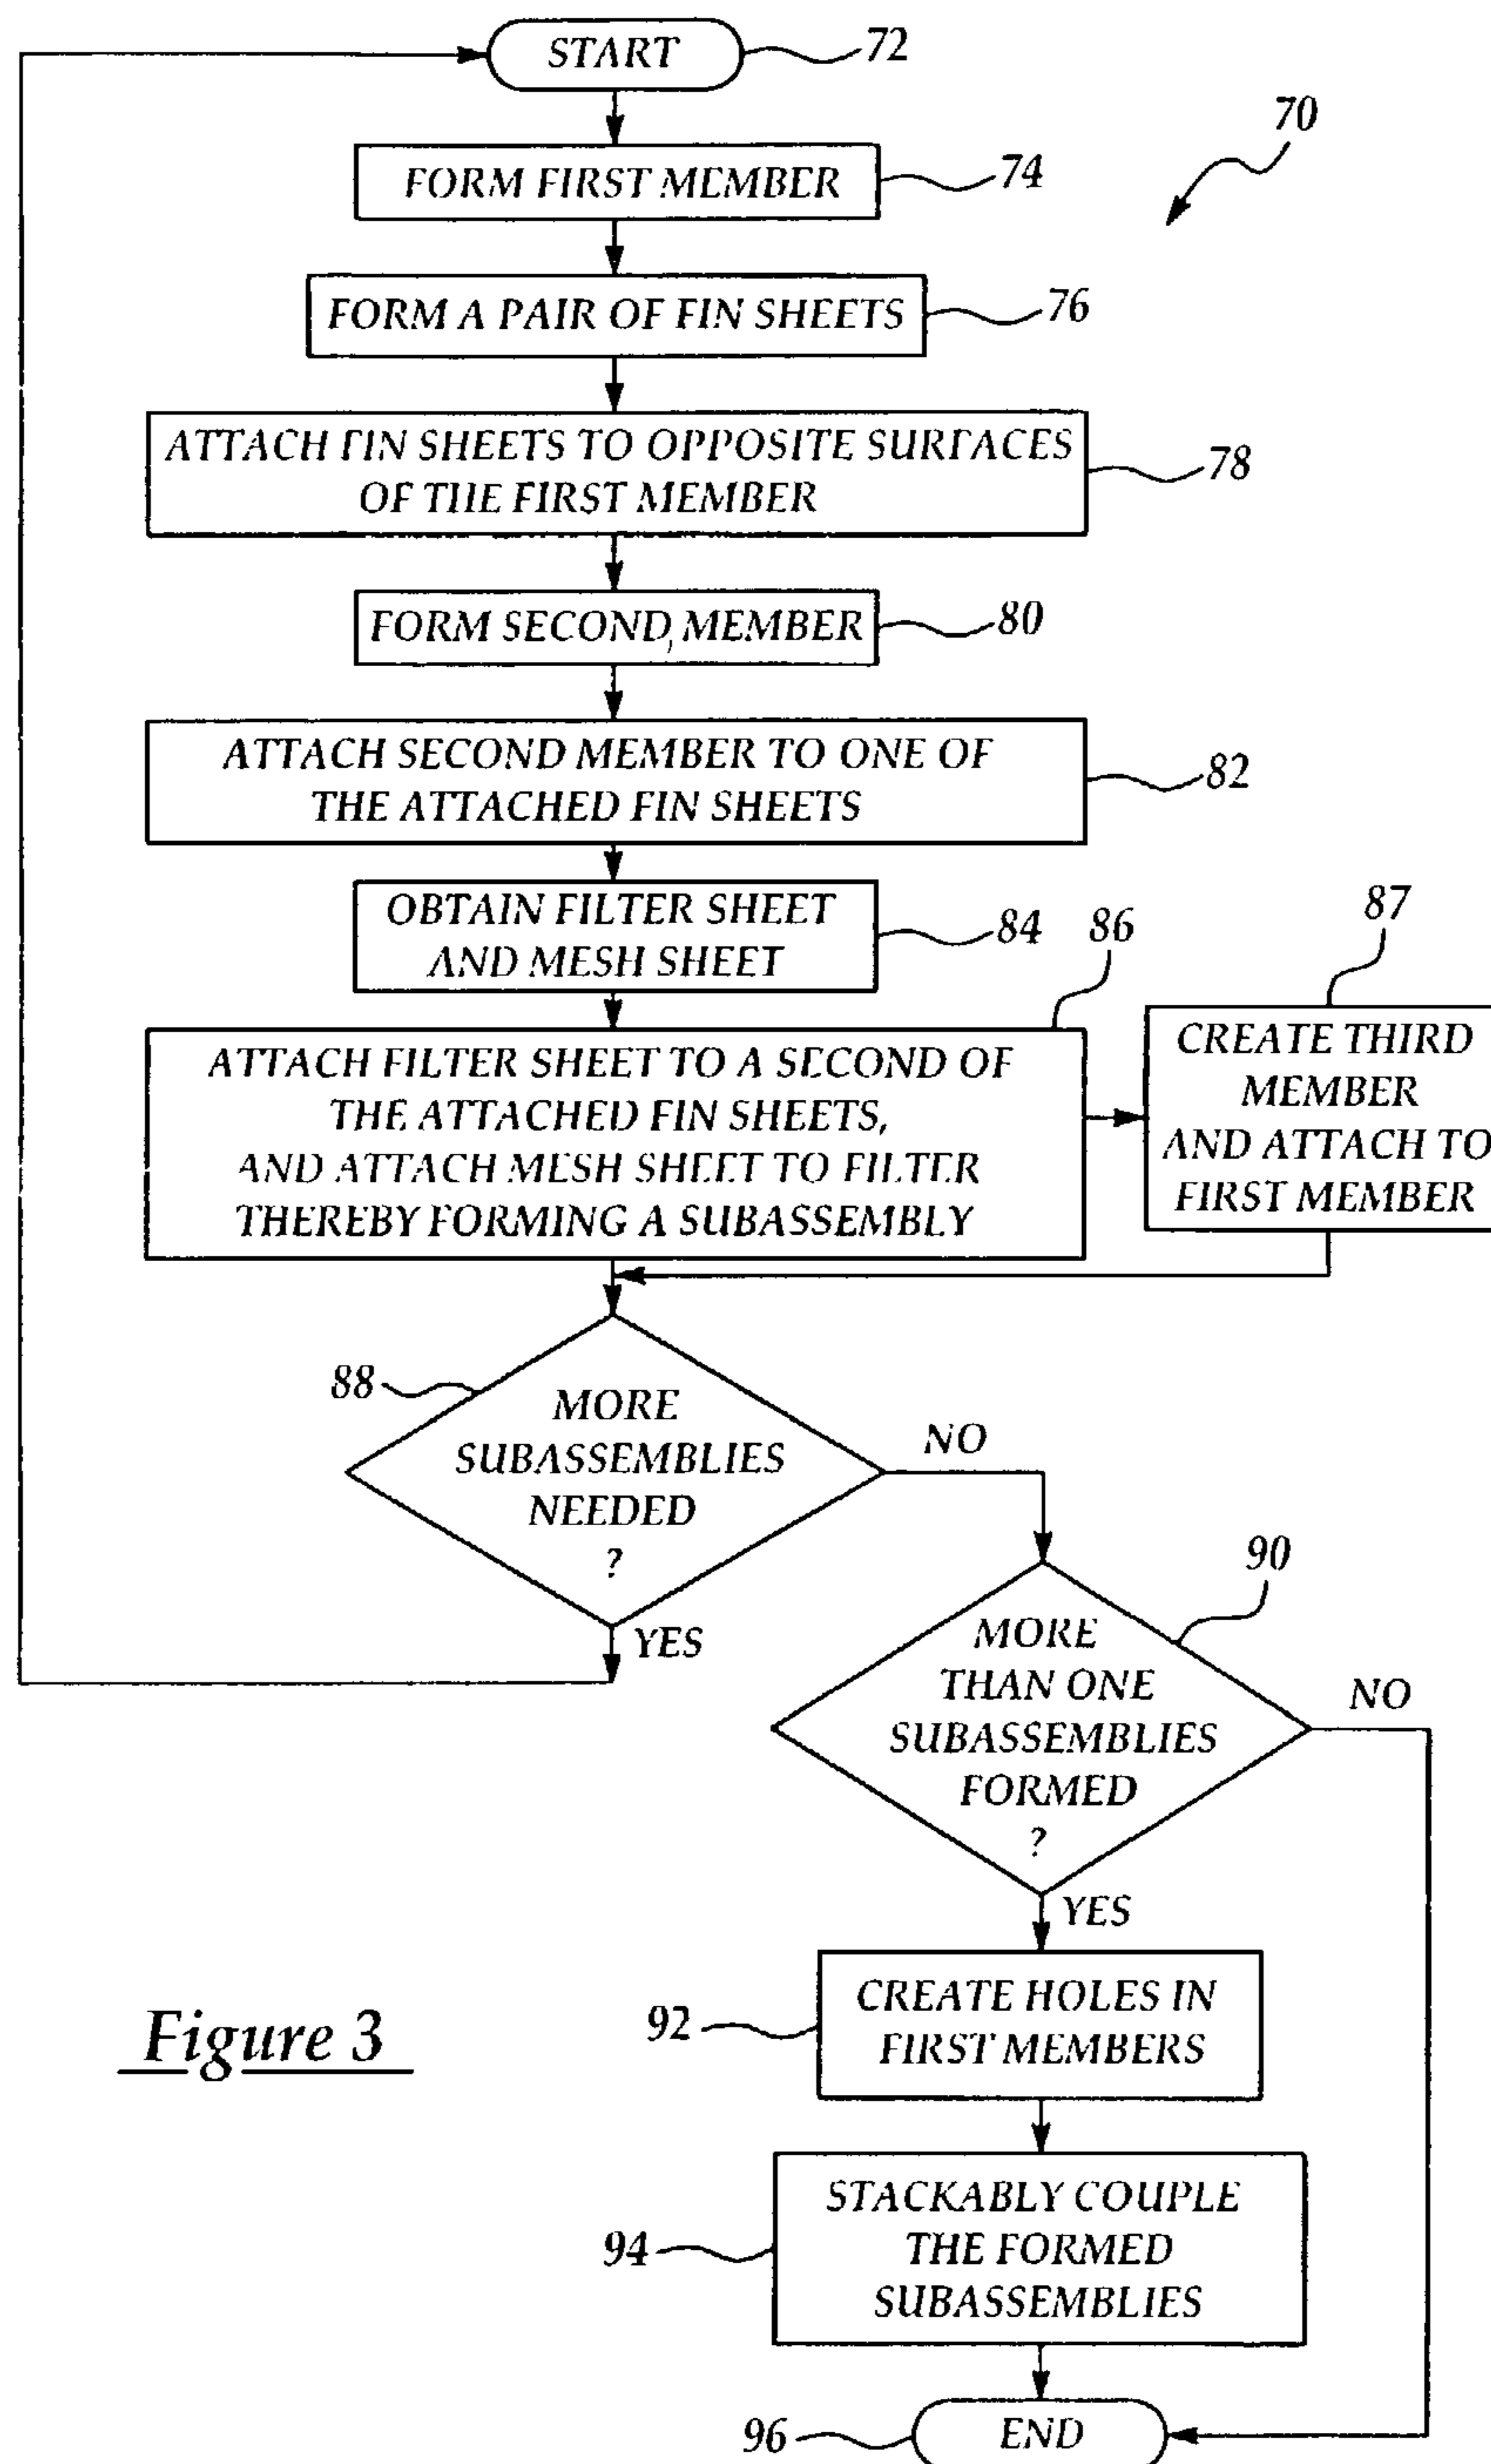 START
72
70
FORM FIRST MEMBER
74
FORM A PAIR OF FIN SHEETS
76
ATTACH FIN SHEETS TO OPPOSITE SURFACES
OF THE FIRST MEMBER
78
FORM SECOND, MEMBER
80
ATTACH SECOND MEMBER TO ONE OF
THE ATTACHED FIN SHEETS
82
OBTAIN FILTER SHEET
AND MESH SHEET
84
86
ATTACH FILTER SHEET TO A SECOND OF
THE ATTACHED FIN SHEETS,
AND ATTACH MESH SHEET TO FILTER
THEREBY FORMING A SUBASSEMBLY
87
CREATE THIRD
MEMBER
AND ATTACH TO
FIRST MEMBER
88
MORE
SUBASSEMBLIES
NEEDED
?
NO
YES
90
MORE
THAN ONE
SUBASSEMBLIES
FORMED
?
NO
YES
92
CREATE HOLES IN
FIRST MEMBERS
94
STACKABLY COUPLE
THE FORMED
SUBASSEMBLIES
96
END
Figure 3